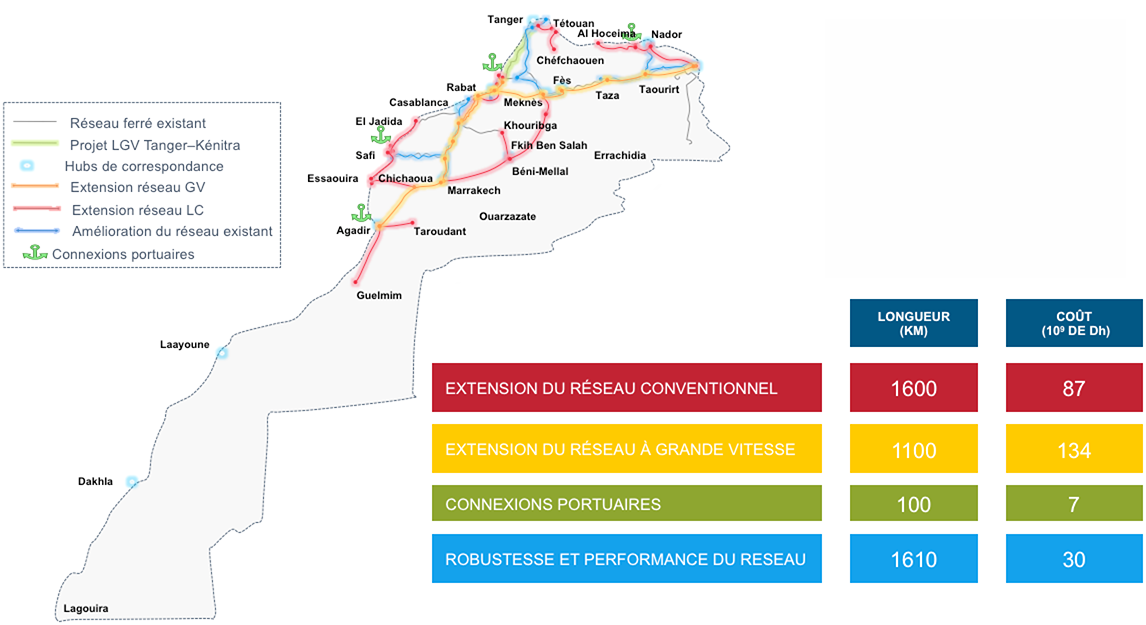 Tanger
Tétouan
Al Hoceima
Nador
Chéfchaouen
Fès
Rabat
Meknès
Taza
Taourirt
Casablanca
El Jadida
Khouribga
Fkih Ben Salah
Safi
Errachidia
Béni-Mellal
Essaouira
Chichaoua
Marrakech
Ouarzazate
Agadir
Taroudant
Guelmim
Laayoune
Dakhla
Lagouira
Réseau ferré existant
Projet LGV Tanger–Kénitra
Hubs de correspondance
Extension réseau GV
Extension réseau LC
Amélioration du réseau existant
Connexions portuaires
LONGUEUR
(KM)
COÛT
(10⁹ DE Dh)
EXTENSION DU RÉSEAU CONVENTIONNEL 1600 87
EXTENSION DU RÉSEAU À GRANDE VITESSE 1100 134
CONNEXIONS PORTUAIRES 100 7
ROBUSTESSE ET PERFORMANCE DU RESEAU 1610 30